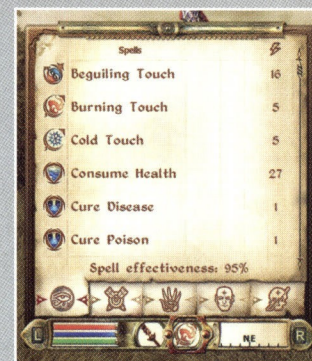 Spells
Beguiling Touch 16
Burning Touch 5
Cold Touch 5
Consume Health 27
Cure Disease 1
Cure Poison 1
Spell effectiveness: 95%
L NE R